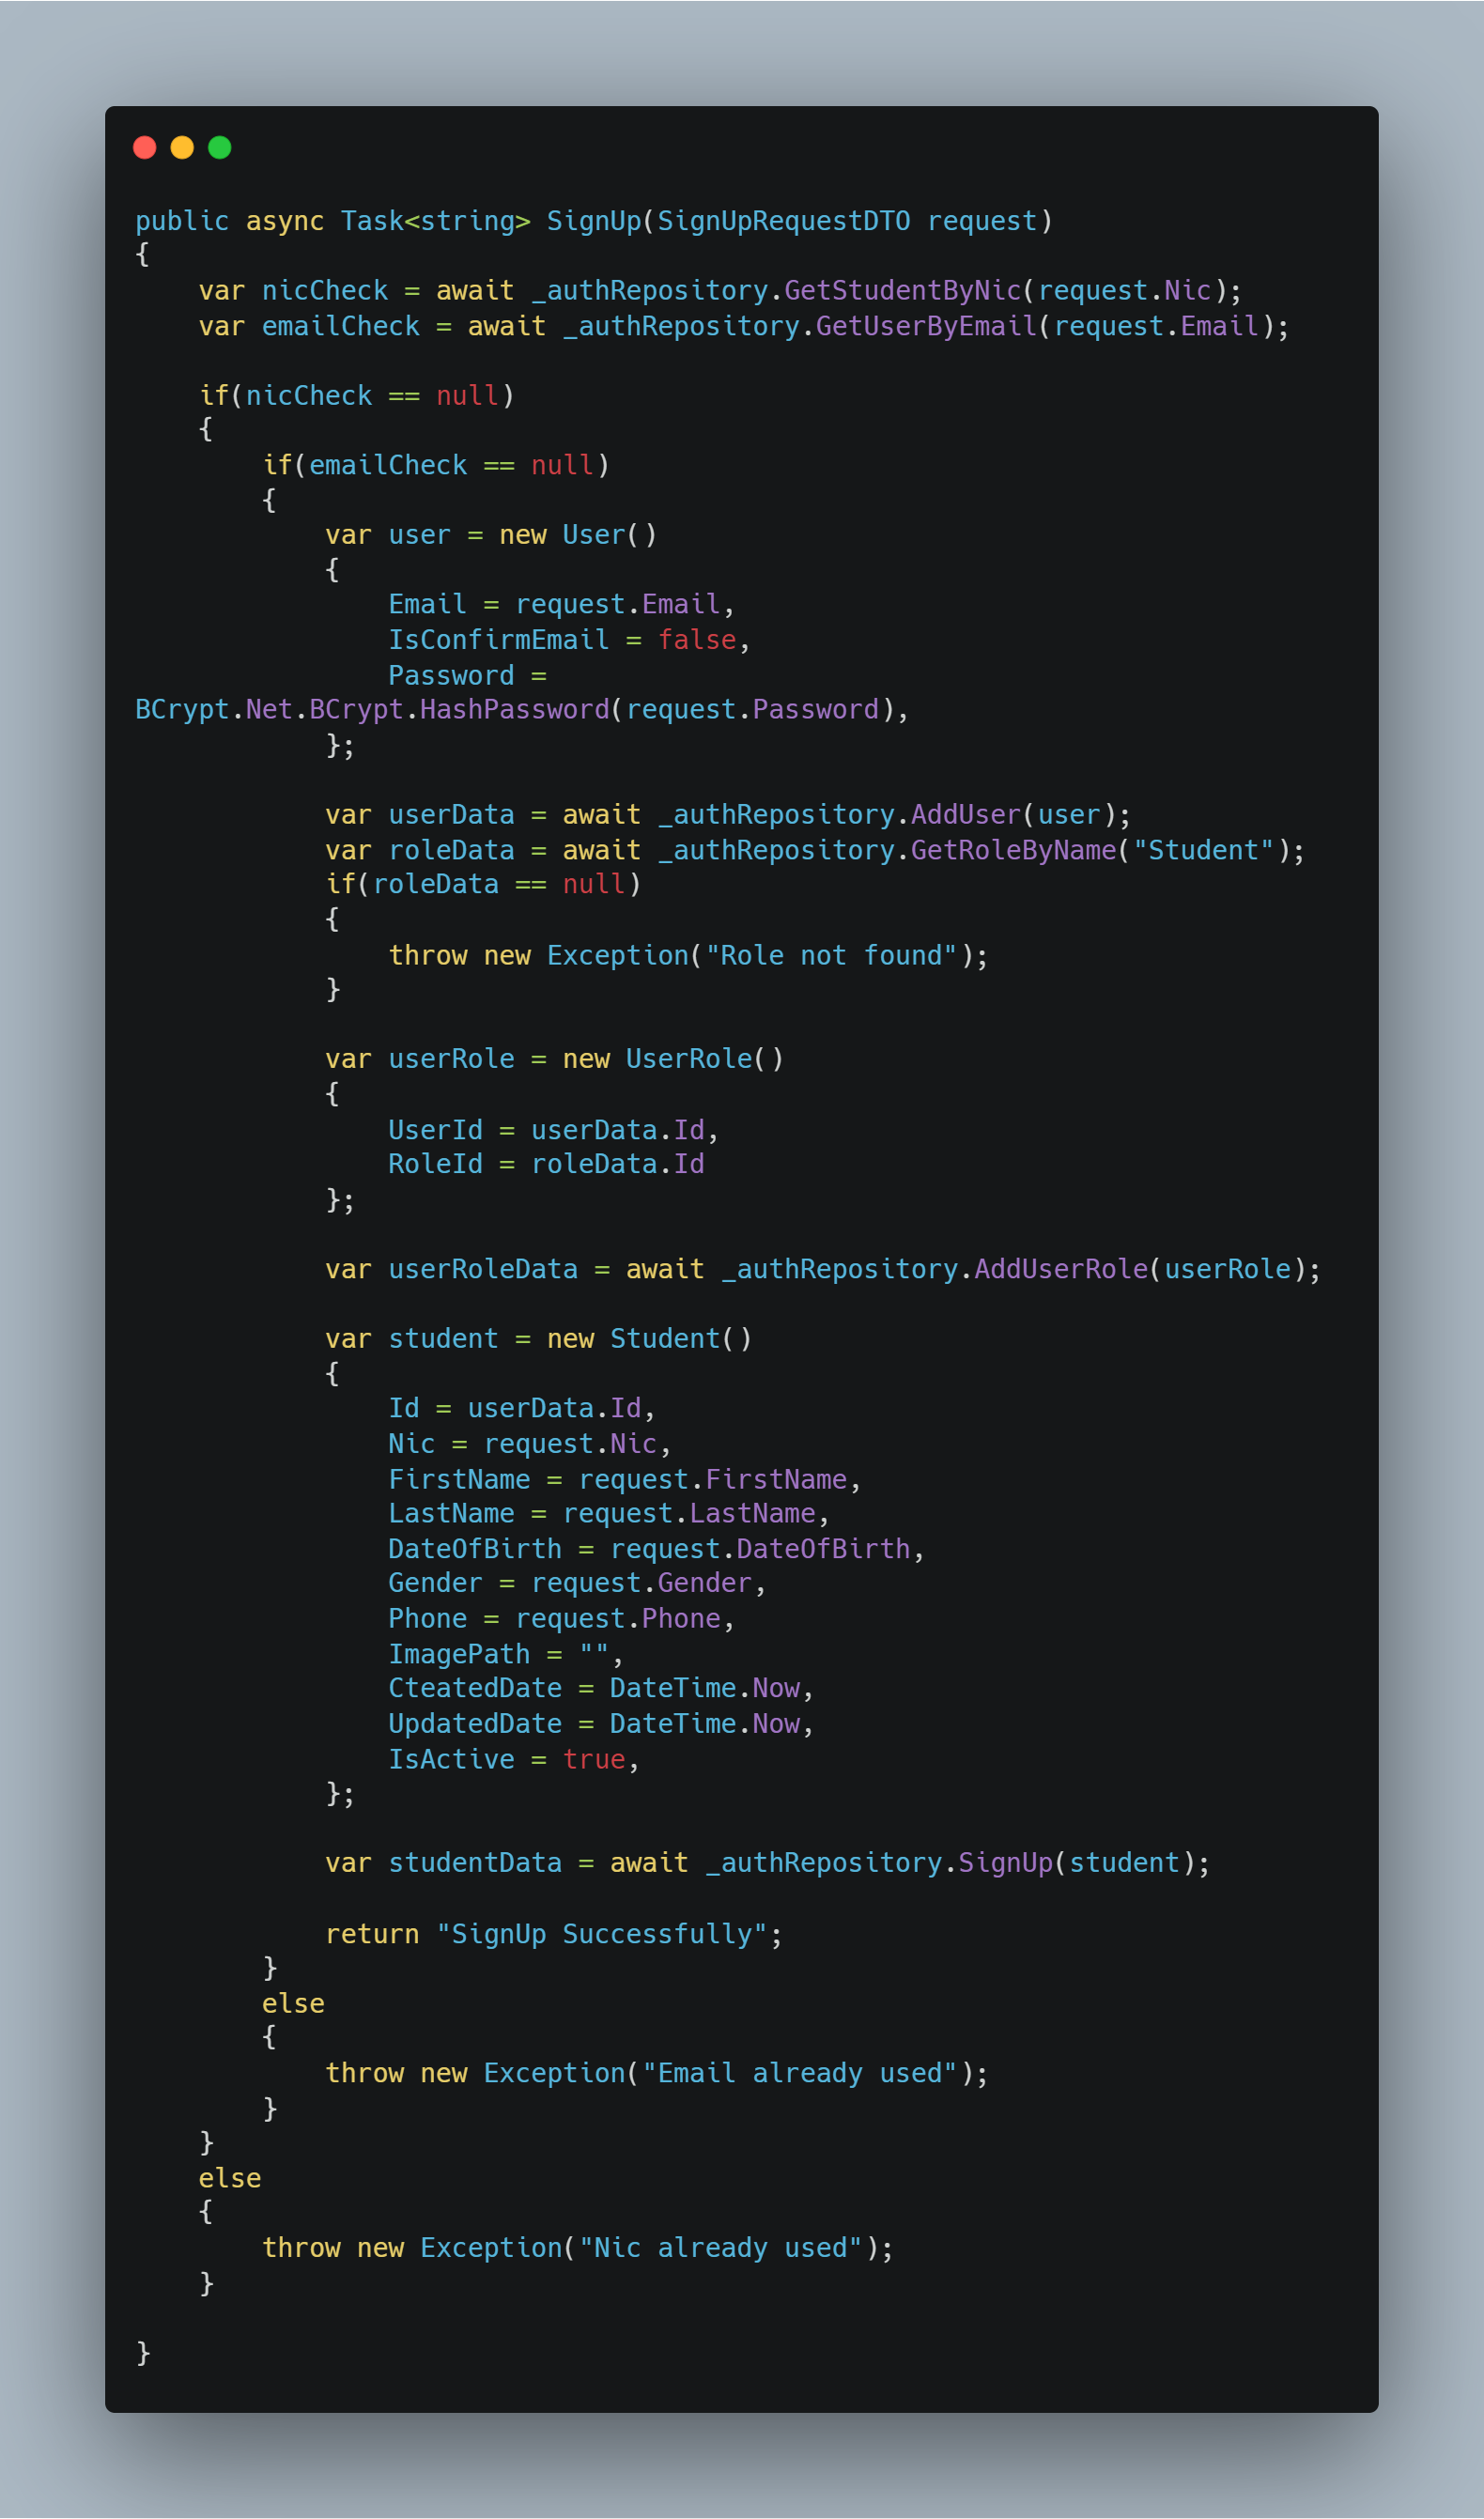 public async Task<string> SignUp(SignUpRequestDTO request)
{
    var nicCheck = await _authRepository.GetStudentByNic(request.Nic);
    var emailCheck = await _authRepository.GetUserByEmail(request.Email);

    if(nicCheck == null)
    {
        if(emailCheck == null)
        {
            var user = new User()
            {
                Email = request.Email,
                IsConfirmEmail = false,
                Password =
BCrypt.Net.BCrypt.HashPassword(request.Password),
            };

            var userData = await _authRepository.AddUser(user);
            var roleData = await _authRepository.GetRoleByName("Student");
            if(roleData == null)
            {
                throw new Exception("Role not found");
            }

            var userRole = new UserRole()
            {
                UserId = userData.Id,
                RoleId = roleData.Id
            };

            var userRoleData = await _authRepository.AddUserRole(userRole);

            var student = new Student()
            {
                Id = userData.Id,
                Nic = request.Nic,
                FirstName = request.FirstName,
                LastName = request.LastName,
                DateOfBirth = request.DateOfBirth,
                Gender = request.Gender,
                Phone = request.Phone,
                ImagePath = "",
                CteatedDate = DateTime.Now,
                UpdatedDate = DateTime.Now,
                IsActive = true,
            };

            var studentData = await _authRepository.SignUp(student);

            return "SignUp Successfully";
        }
        else
        {
            throw new Exception("Email already used");
        }
    }
    else
    {
        throw new Exception("Nic already used");
    }

}